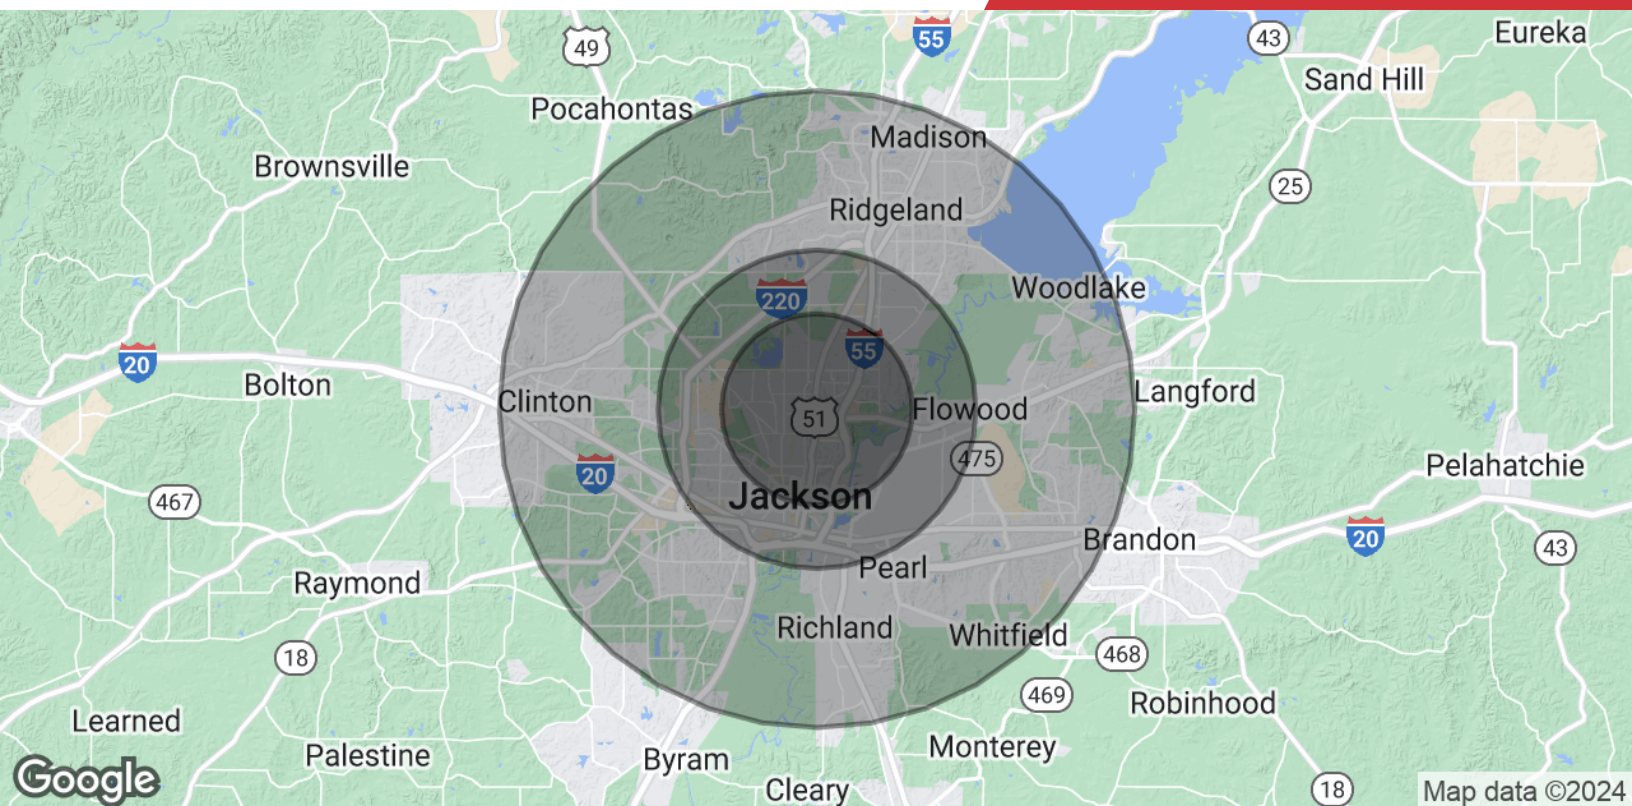 Eureka
43
55
49
Sand Hill
Pocahontas
Madison
Brownsville
25
Ridgeland
Woodlake
220
55
20
Bolton
Langford
Clinton
Flowood
51
475
Pelahatchie
20
Jackson
467
Brandon
20
43
Pearl
Raymond
Richland
Whitfield
468
18
469
Robinhood
Learned
Monterey
Palestine
Byram
Google
Cleary
18
Map data ©2024